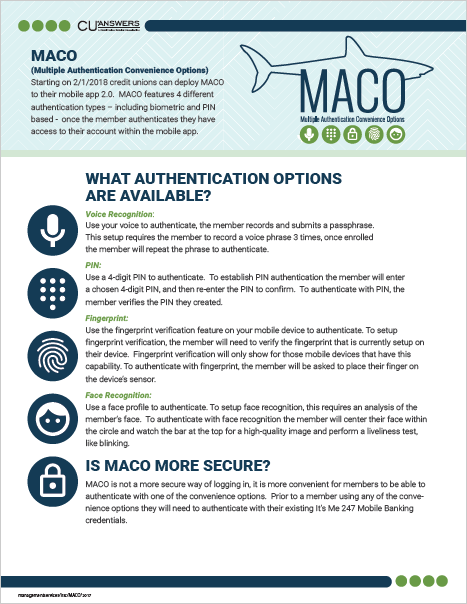 CU*ANSWERS
MACO
(Multiple Authentication Convenience Options)
Starting on 2/1/2018 credit unions can deploy MACO
to their mobile app 2.0. MACO features 4 different
authentication types – including biometric and PIN
based - once the member authenticates they have
access to their account within the mobile app.
MACO
Multiple Authentication Convenience Options
WHAT AUTHENTICATION OPTIONS
ARE AVAILABLE?
Voice Recognition:
Use your voice to authenticate, the member records and submits a passphrase.
This setup requires the member to record a voice phrase 3 times, once enrolled
the member will repeat the phrase to authenticate.
PIN:
Use a 4-digit PIN to authenticate. To establish PIN authentication the member will enter
a chosen 4-digit PIN, and then re-enter the PIN to confirm. To authenticate with PIN, the
member verifies the PIN they created.
Fingerprint:
Use the fingerprint verification feature on your mobile device to authenticate. To setup
fingerprint verification, the member will need to verify the fingerprint that is currently setup on
their device. Fingerprint verification will only show for those mobile devices that have this
capability. To authenticate with fingerprint, the member will be asked to place their finger on
the device's sensor.
Face Recognition:
Use a face profile to authenticate. To setup face recognition, this requires an analysis of the
member's face. To authenticate with face recognition the member will center their face within
the circle and watch the bar at the top for a high-quality image and perform a liveliness test,
like blinking.
IS MACO MORE SECURE?
MACO is not a more secure way of logging in, it is more convenient for members to be able to
authenticate with one of the convenience options. Prior to a member using any of the conve-
nience options they will need to authenticate with their existing It's Me 247 Mobile Banking
credentials.